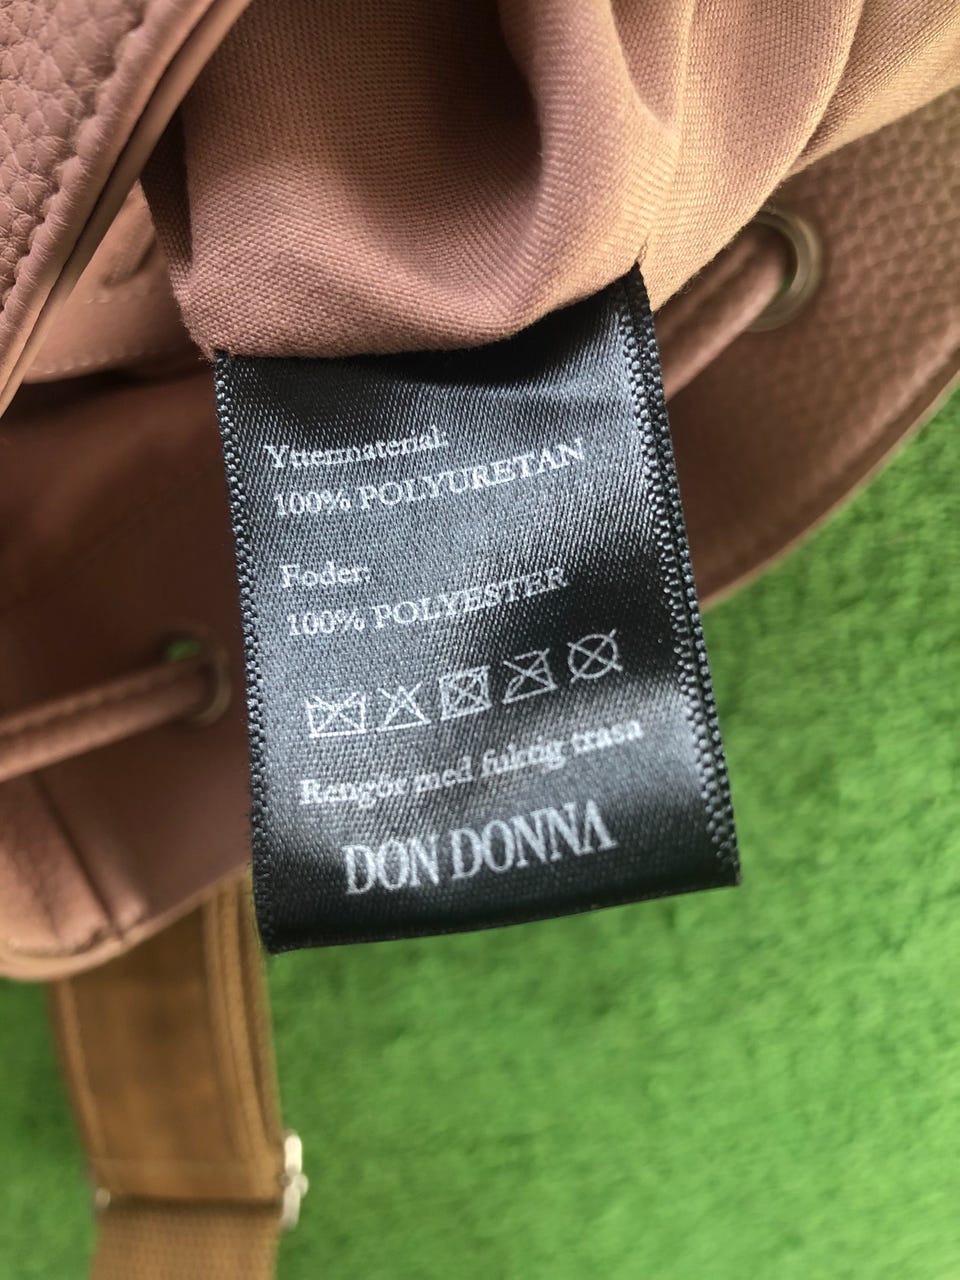 Yttermaterial:
100% POLYURETAN
Foder:
100% POLYESTER
Rengör med fuktig trasa
DON DONNA